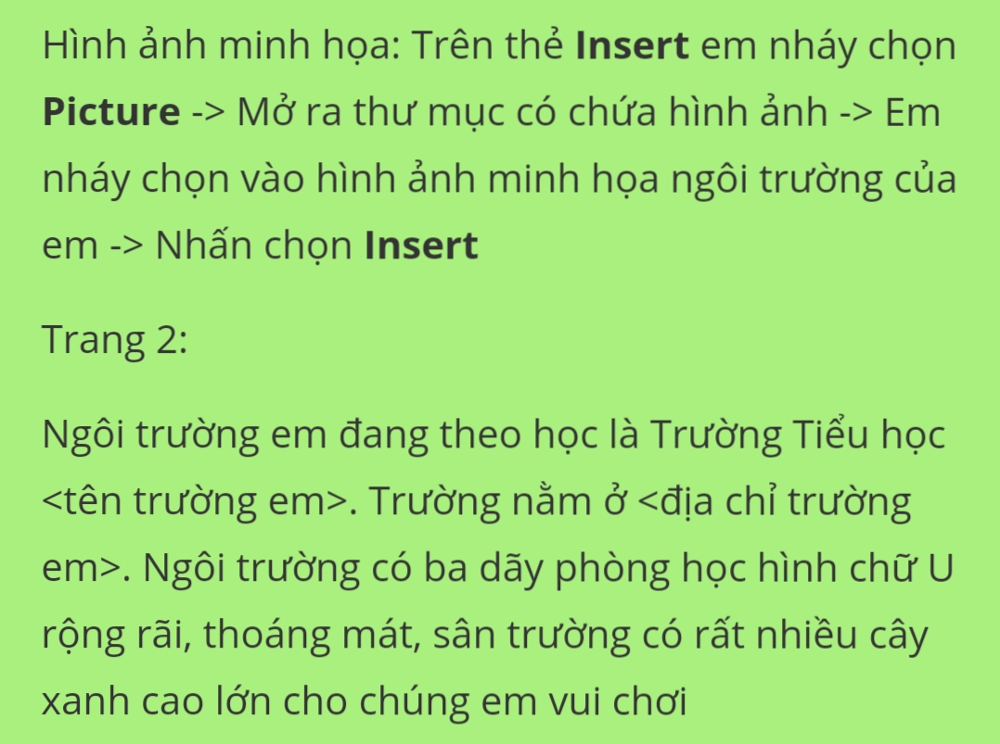 Hình ảnh minh họa: Trên thẻ Insert em nháy chọn
Picture -> Mở ra thư mục có chứa hình ảnh -> Em
nháy chọn vào hình ảnh minh họa ngôi trường của
em -> Nhấn chọn Insert
Trang 2:
Ngôi trường em đang theo học là Trường Tiểu học
<tên trường em>. Trường nằm ở <địa chỉ trường
em>. Ngôi trường có ba dãy phòng học hình chữ U
rộng rãi, thoáng mát, sân trường có rất nhiều cây
xanh cao lớn cho chúng em vui chơi